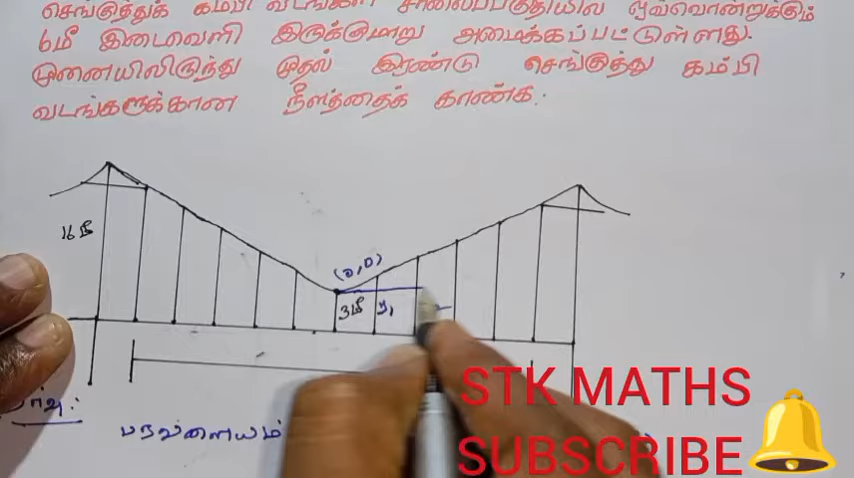 செங்குத்துக் கம்பி வடங்கள் சாலைப்பகுதியில் ஒவ்வொன்றுக்கும்
6மீ இடைவெளி இருக்குமாறு அமைக்கப்பட்டுள்ளது.
முனையிலிருந்து முதல் இரண்டு செங்குத்து கம்பி
வடங்களுக்கான நீளத்தைக் காண்க.
16மீ
(0,0)
3மீ y₁
பரவளையம்
STK MATHS
SUBSCRIBE